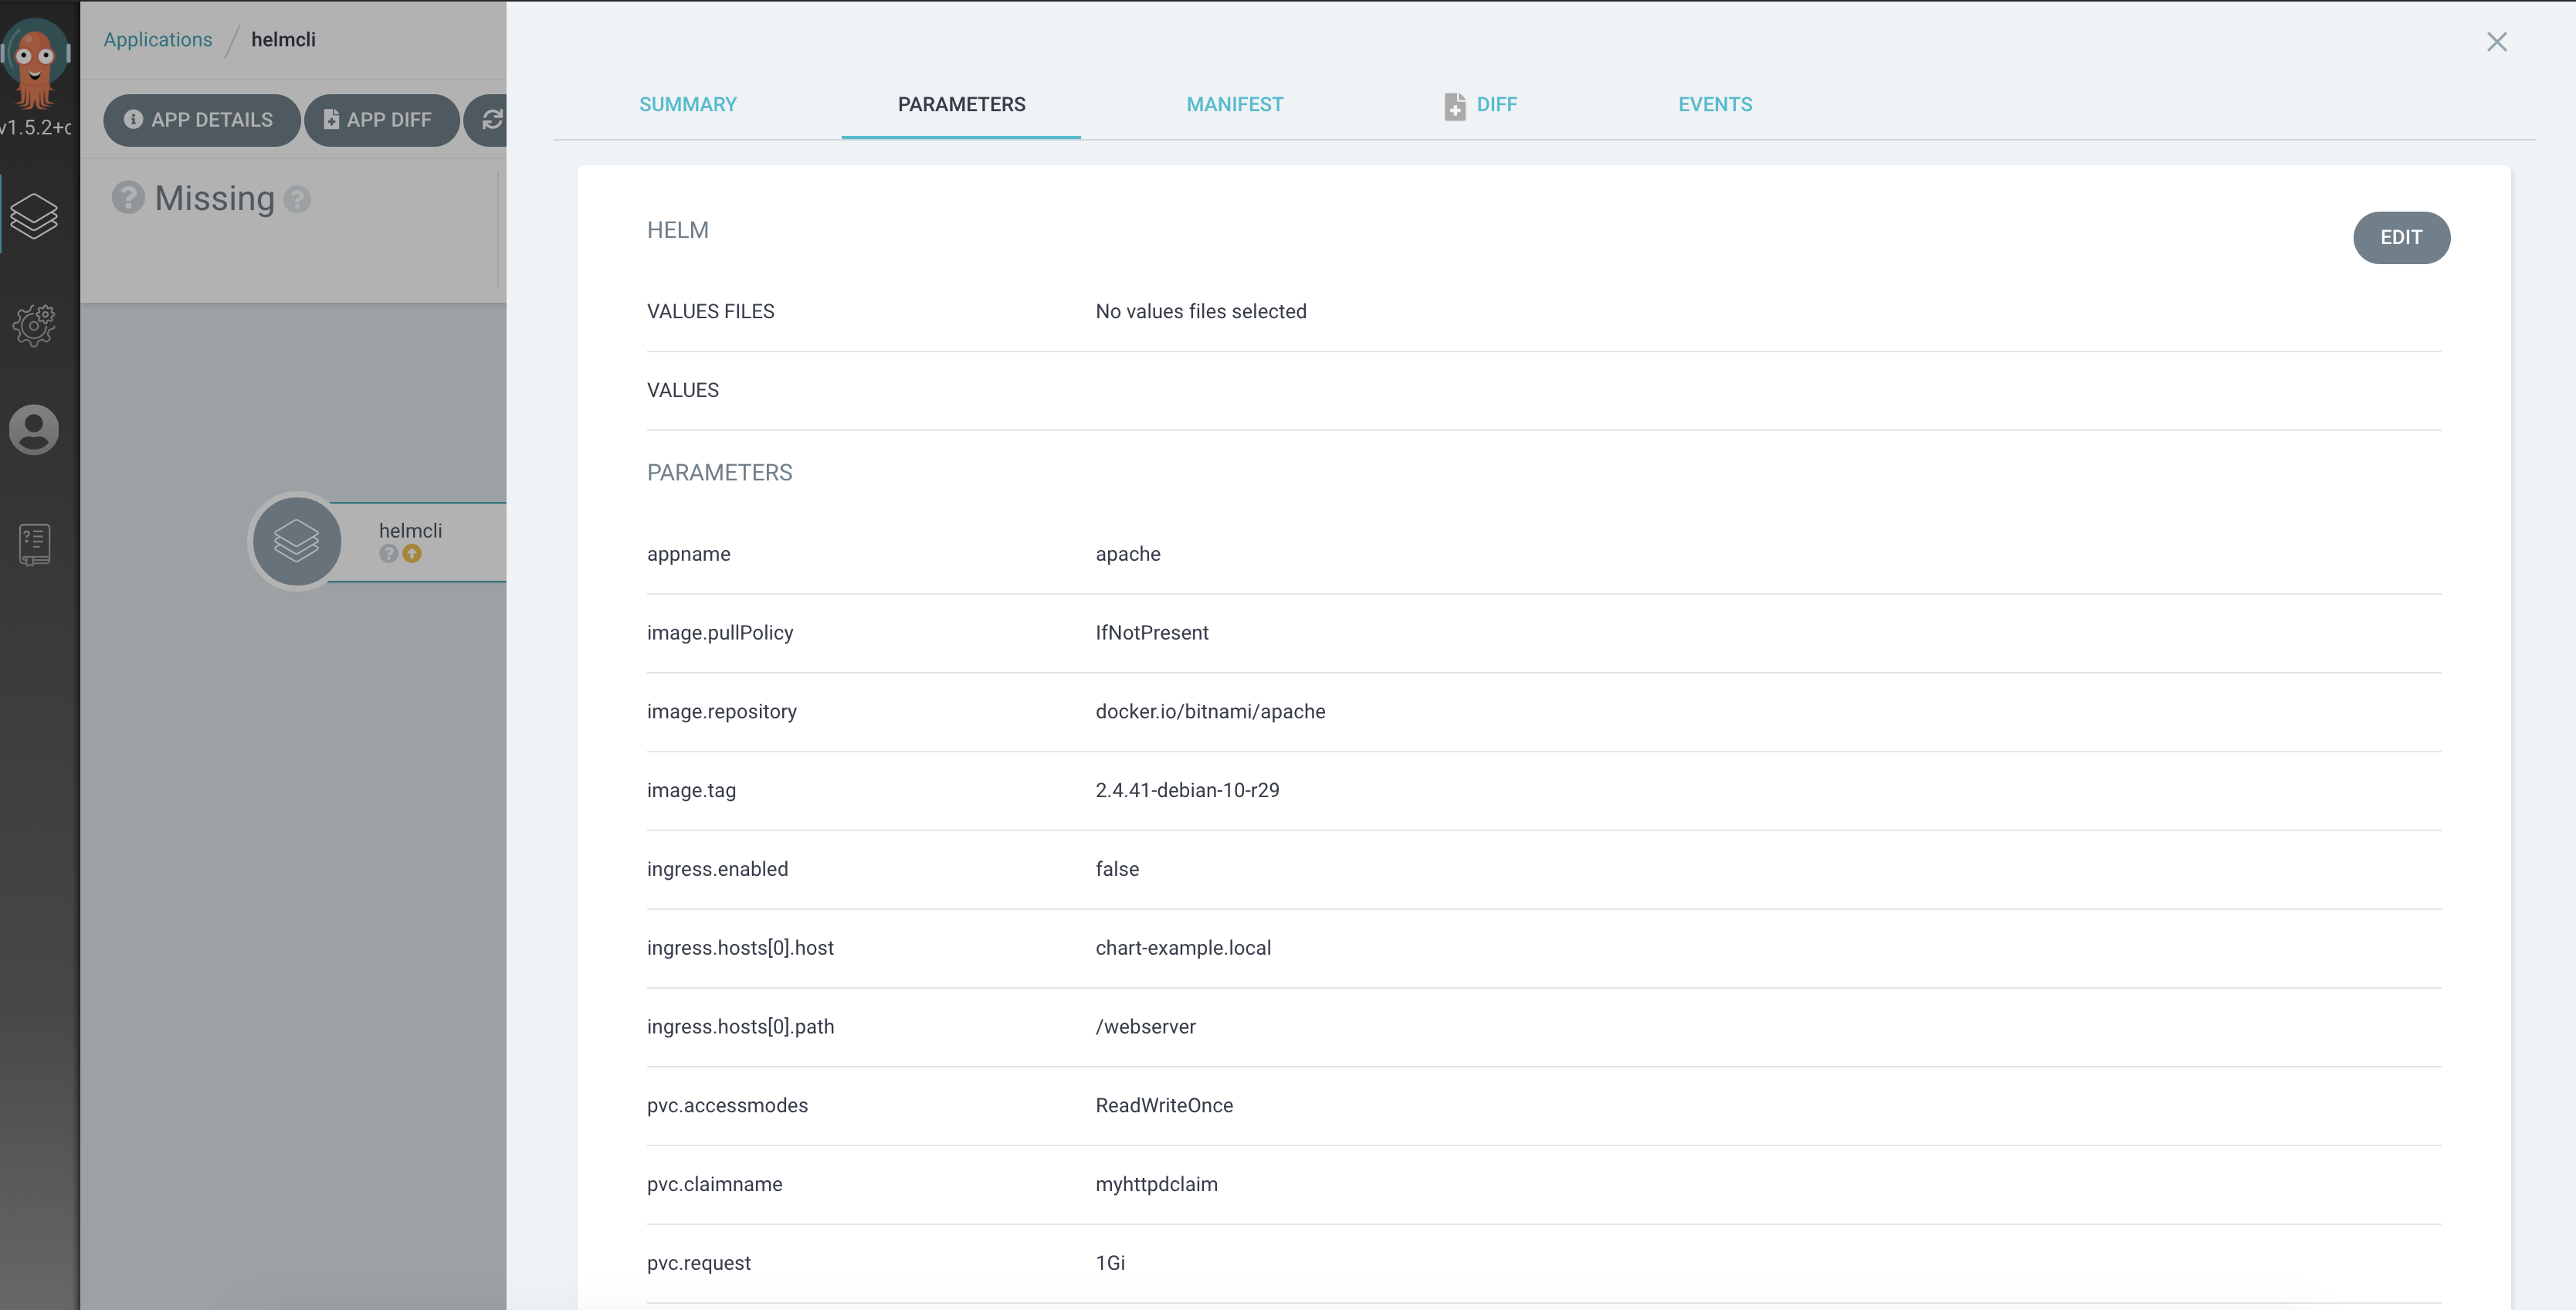 Applications / helmcli
v1.5.2+c
APP DETAILS
APP DIFF
Missing
helmcli
SUMMARY
PARAMETERS
MANIFEST
DIFF
EVENTS
HELM
EDIT
VALUES FILES No values files selected
VALUES
PARAMETERS
appname apache
image.pullPolicy IfNotPresent
image.repository docker.io/bitnami/apache
image.tag 2.4.41-debian-10-r29
ingress.enabled false
ingress.hosts[0].host chart-example.local
ingress.hosts[0].path /webserver
pvc.accessmodes ReadWriteOnce
pvc.claimname myhttpdclaim
pvc.request 1Gi